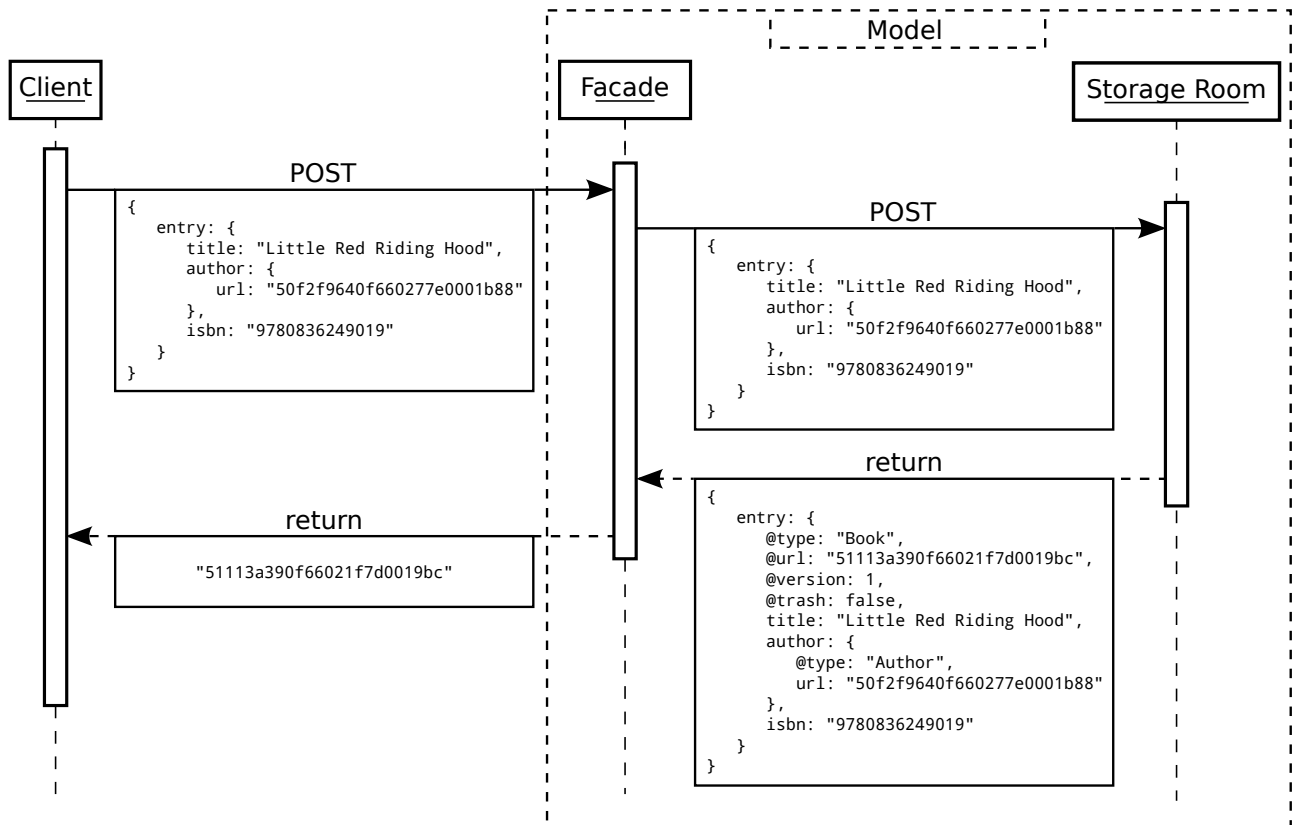 Model
Client
Facade
Storage Room
POST
{
entry: {
title: "Little Red Riding Hood",
author: {
url: "50f2f9640f660277e0001b88"
},
isbn: "9780836249019"
}
}
POST
{
entry: {
title: "Little Red Riding Hood",
author: {
url: "50f2f9640f660277e0001b88"
},
isbn: "9780836249019"
}
}
return
{
entry: {
@type: "Book",
@url: "51113a390f66021f7d0019bc",
@version: 1,
@trash: false,
title: "Little Red Riding Hood",
author: {
@type: "Author",
url: "50f2f9640f660277e0001b88"
},
isbn: "9780836249019"
}
}
return
"51113a390f66021f7d0019bc"